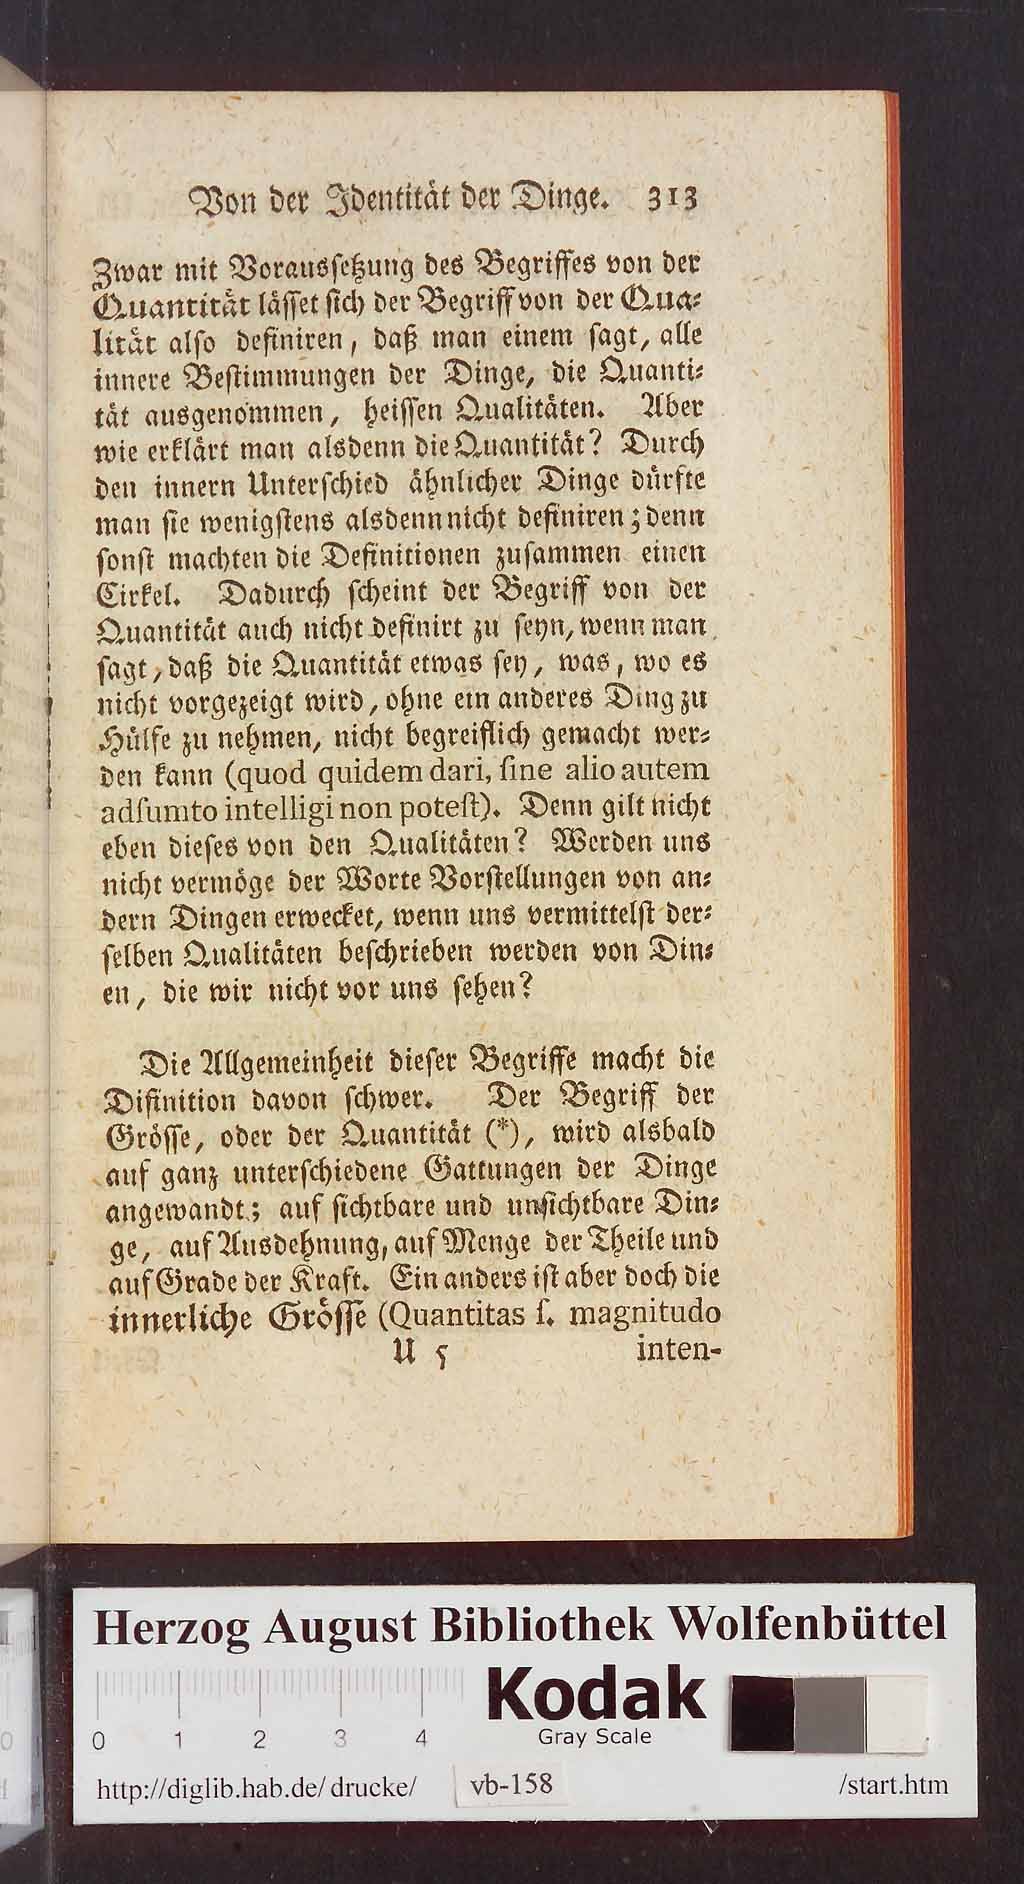 Von der Identität der Dinge. 313
Zwar mit Voraussetzung des Begriffes von der
Quantität lässet sich der Begriff von der Qua-
lität also definiren, daß man einem sagt, alle
innere Bestimmungen der Dinge, die Quanti-
tät ausgenommen, heissen Qualitäten. Aber
wie erklärt man alsdenn die Quantität? Durch
den innern Unterschied ähnlicher Dinge dürfte
man sie wenigstens alsdenn nicht definiren; denn
sonst machten die Definitionen zusammen einen
Cirkel. Dadurch scheint der Begriff von der
Quantität auch nicht definirt zu seyn, wenn man
sagt, daß die Quantität etwas sey, was, wo es
nicht vorgezeigt wird, ohne ein anderes Ding zu
Hülfe zu nehmen, nicht begreiflich gemacht wer-
den kann (quod quidem dari, ſine alio autem
adſumto intelligi non poteſt). Denn gilt nicht
eben dieses von den Qualitäten? Werden uns
nicht vermöge der Worte Vorstellungen von an-
dern Dingen erwecket, wenn uns vermittelst der-
selben Qualitäten beschrieben werden von Din-
en, die wir nicht vor uns sehen?
Die Allgemeinheit dieser Begriffe macht die
Disinition davon schwer. Der Begriff der
Grösse, oder der Quantität (*), wird alsbald
auf ganz unterschiedene Gattungen der Dinge
angewandt; auf sichtbare und unsichtbare Din-
ge, auf Ausdehnung, auf Menge der Theile und
auf Grade der Kraft. Ein anders ist aber doch die
innerliche Grösse (Quantitas ſ. magnitudo
U 5 inten-
Herzog August Bibliothek Wolfenbüttel
Kodak
Gray Scale
0 1 2 3 4
http://diglib.hab.de/drucke/ vb-158 /start.htm